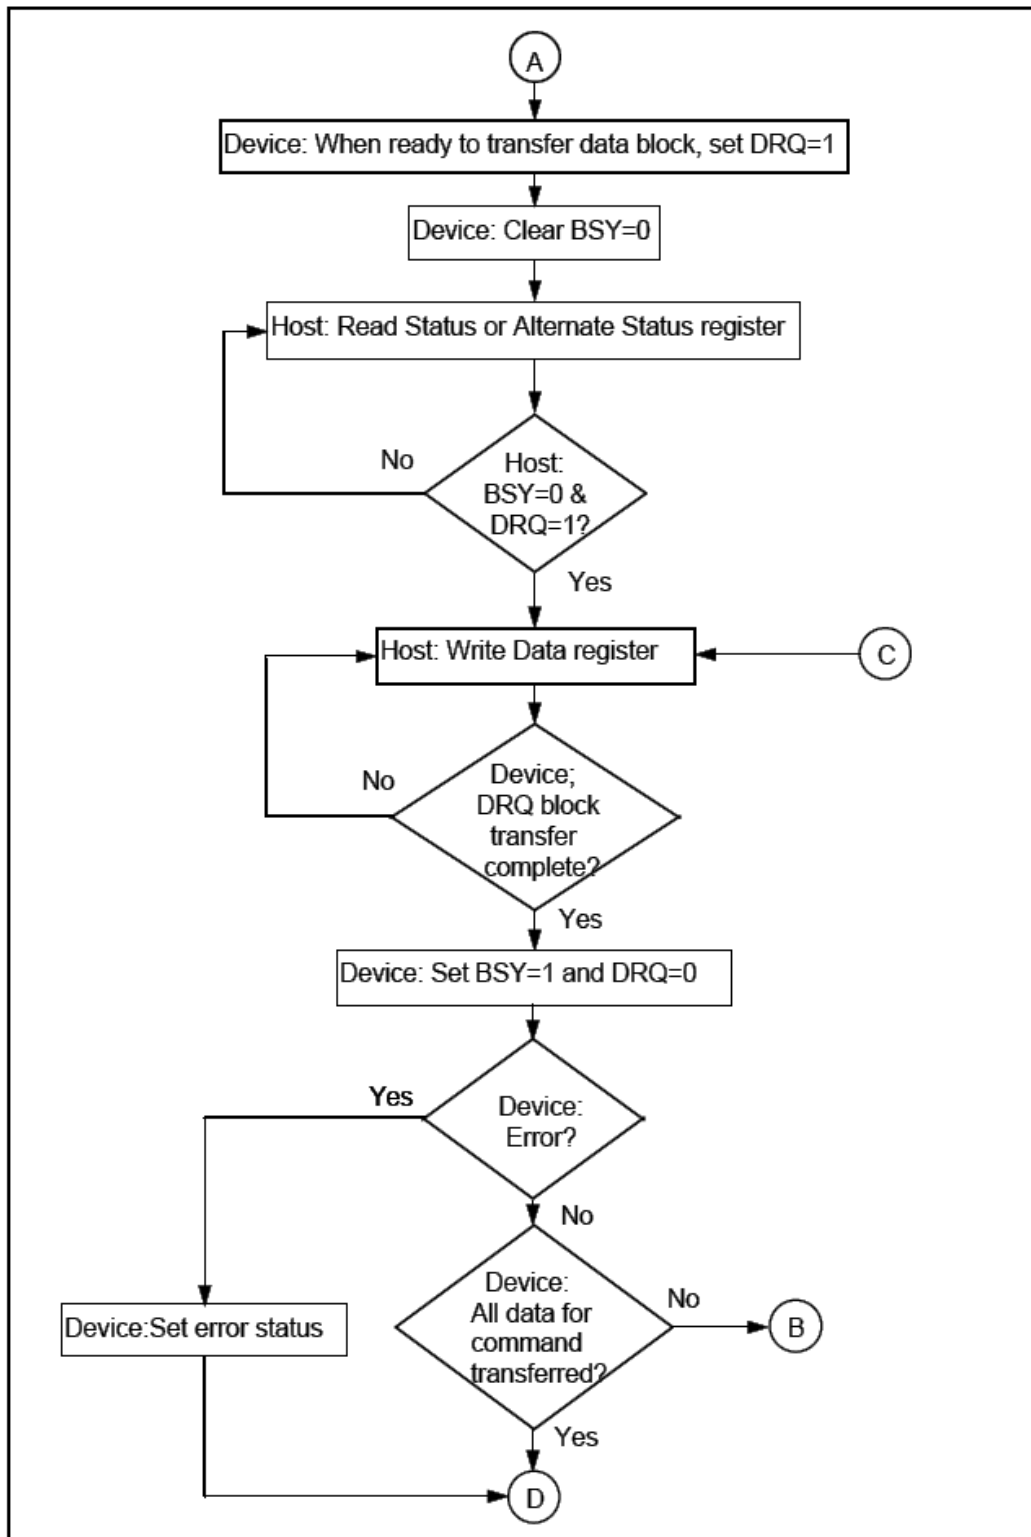 A
Device: When ready to transfer data block, set DRQ=1
Device: Clear BSY=0
Host: Read Status or Alternate Status register
No
Host:
BSY=0 &
DRQ=1?
Yes
Host: Write Data register
C
No
Device;
DRQ block
transfer
complete?
Yes
Device: Set BSY=1 and DRQ=0
Yes
Device:
Error?
No
Device:
All data for
command
transferred?
No
B
Device:Set error status
Yes
D